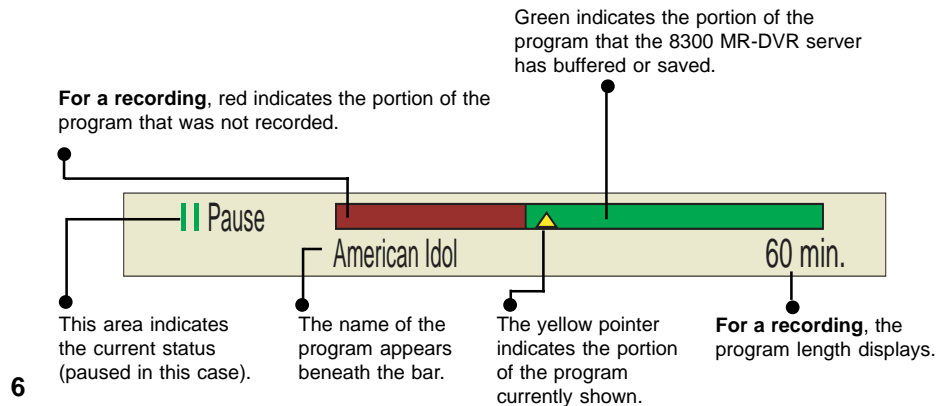 Green indicates the portion of the
program that the 8300 MR-DVR server
has buffered or saved.
For a recording, red indicates the portion of the
program that was not recorded.
Pause
American Idol
60 min.
This area indicates
the current status
(paused in this case).
The name of the
program appears
beneath the bar.
The yellow pointer
indicates the portion
of the program
currently shown.
For a recording, the
program length displays.
6